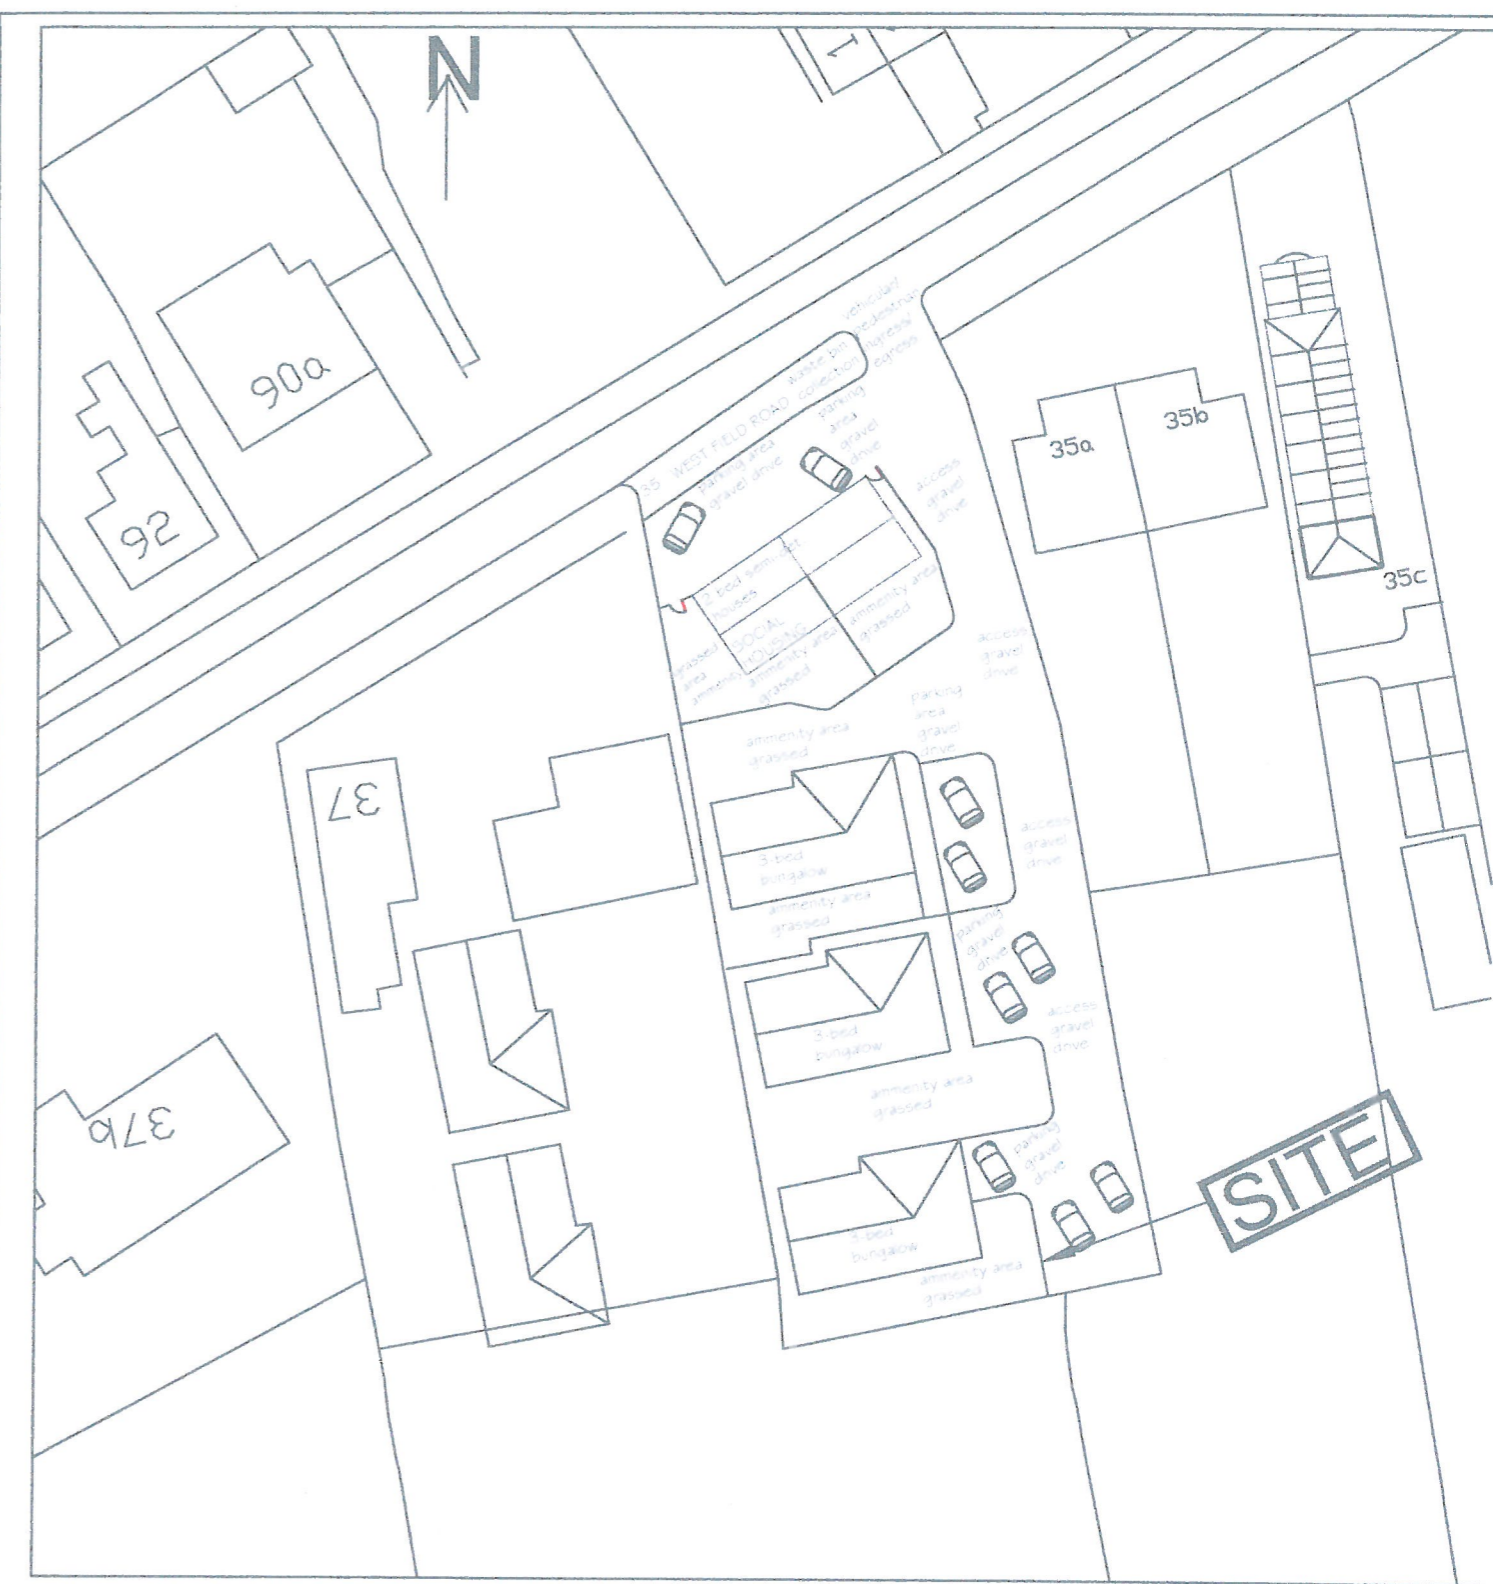 N
1
90a
92
vehicular/
pedestrian
ingress/
egress
waste bin
collection
35 WEST FIELD ROAD
parking area
gravel drive
parking
area
gravel
drive
access
gravel
drive
35a
35b
35c
2 bed semi-det
houses
SOCIAL
HOUSING
grassed
area
ammenity
ammenity area
grassed
ammenity area
grassed
access
gravel
drive
parking
area
gravel
drive
ammenity area
grassed
37
3-bed
bungalow
ammenity area
grassed
access
gravel
drive
parking
gravel
drive
3-bed
bungalow
access
gravel
drive
ammenity area
grassed
37b
parking
gravel
drive
SITE
3-bed
bungalow
ammenity area
grassed